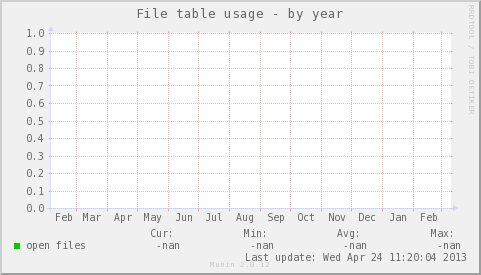 File table usage - by year
RRDTOOL / TOBI OETIKER
1.0
0.9
0.8
0.7
0.6
0.5
0.4
0.3
0.2
0.1
0.0
Feb Mar Apr May Jun Jul Aug Sep Oct Nov Dec Jan Feb
Cur: Min: Avg: Max:
open files -nan -nan -nan -nan
Last update: Wed Apr 24 11:20:04 2013
Munin 2.0.12